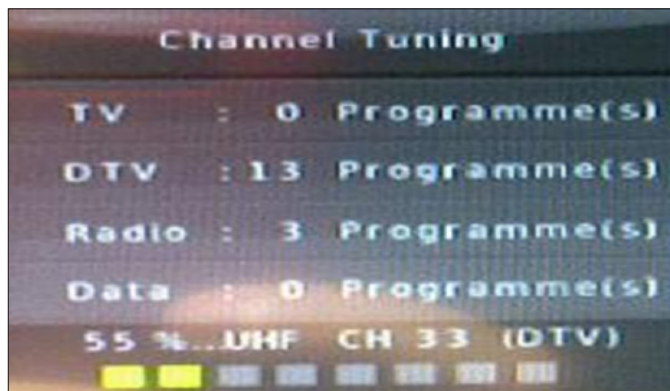 Channel Tuning
TV : 0 Programme(s)
DTV : 13 Programme(s)
Radio : 3 Programme(s)
Data : 0 Programme(s)
55 %...UHF CH 33 (DTV)